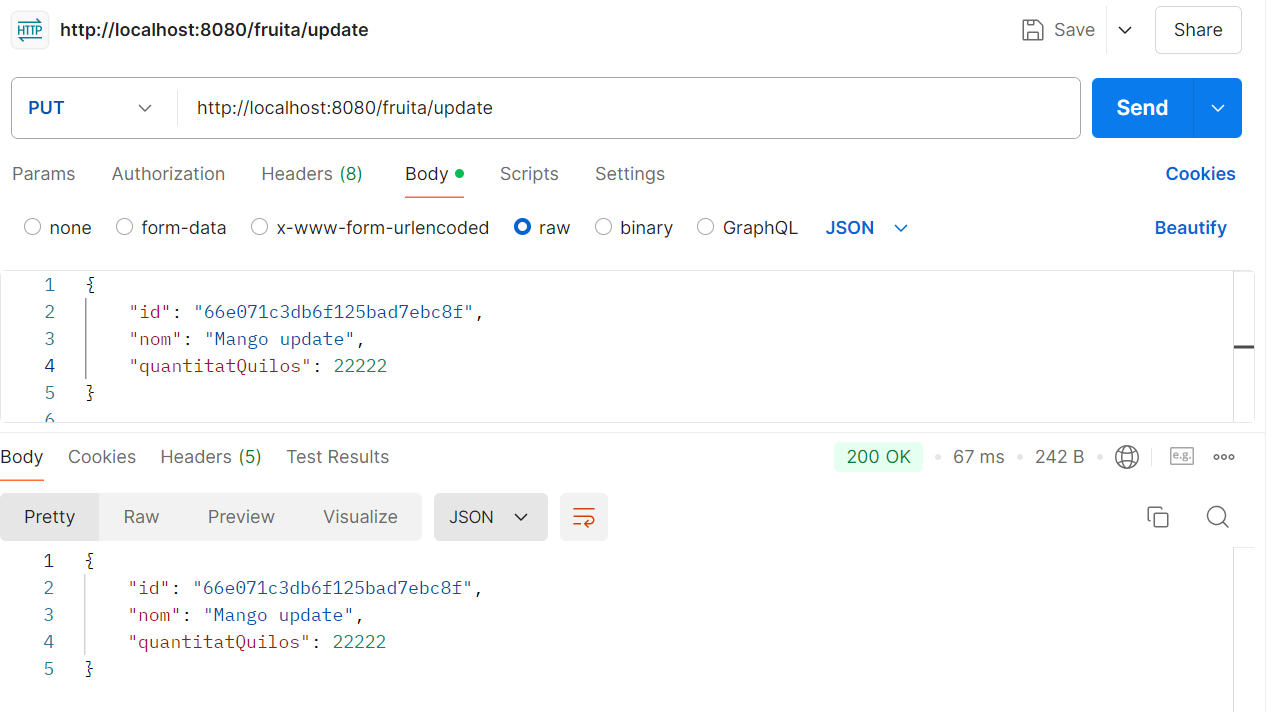 HTTP http://localhost:8080/fruita/update Save Share
PUT http://localhost:8080/fruita/update Send
Params Authorization Headers (8) Body Scripts Settings Cookies
none form-data x-www-form-urlencoded raw binary GraphQL JSON Beautify
1 {
2 "id": "66e071c3db6f125bad7ebc8f",
3 "nom": "Mango update",
4 "quantitatQuilos": 22222
5 }
6
Body Cookies Headers (5) Test Results 200 OK 67 ms 242 B e.g.
Pretty Raw Preview Visualize JSON
1 {
2 "id": "66e071c3db6f125bad7ebc8f",
3 "nom": "Mango update",
4 "quantitatQuilos": 22222
5 }